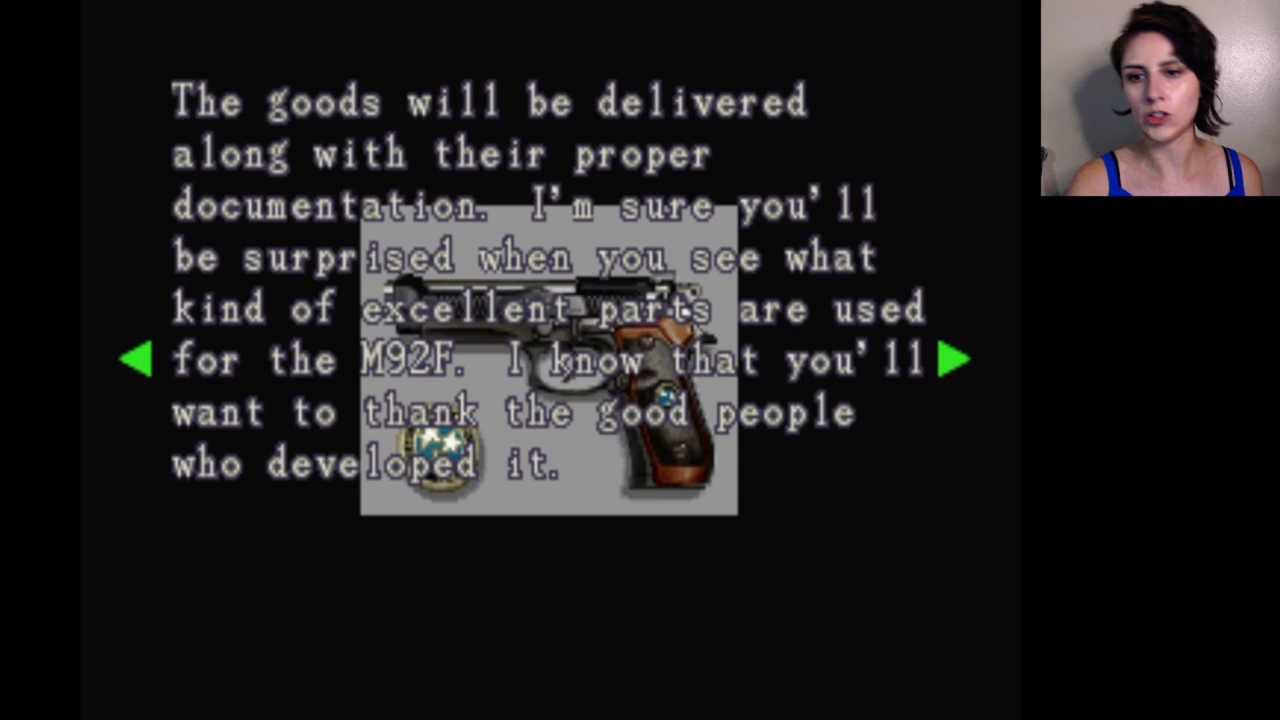 The goods will be delivered
along with their proper
documentation. I'm sure you'll
be surprised when you see what
kind of excellent parts are used
for the M92F. I know that you'll
want to thank the good people
who developed it.